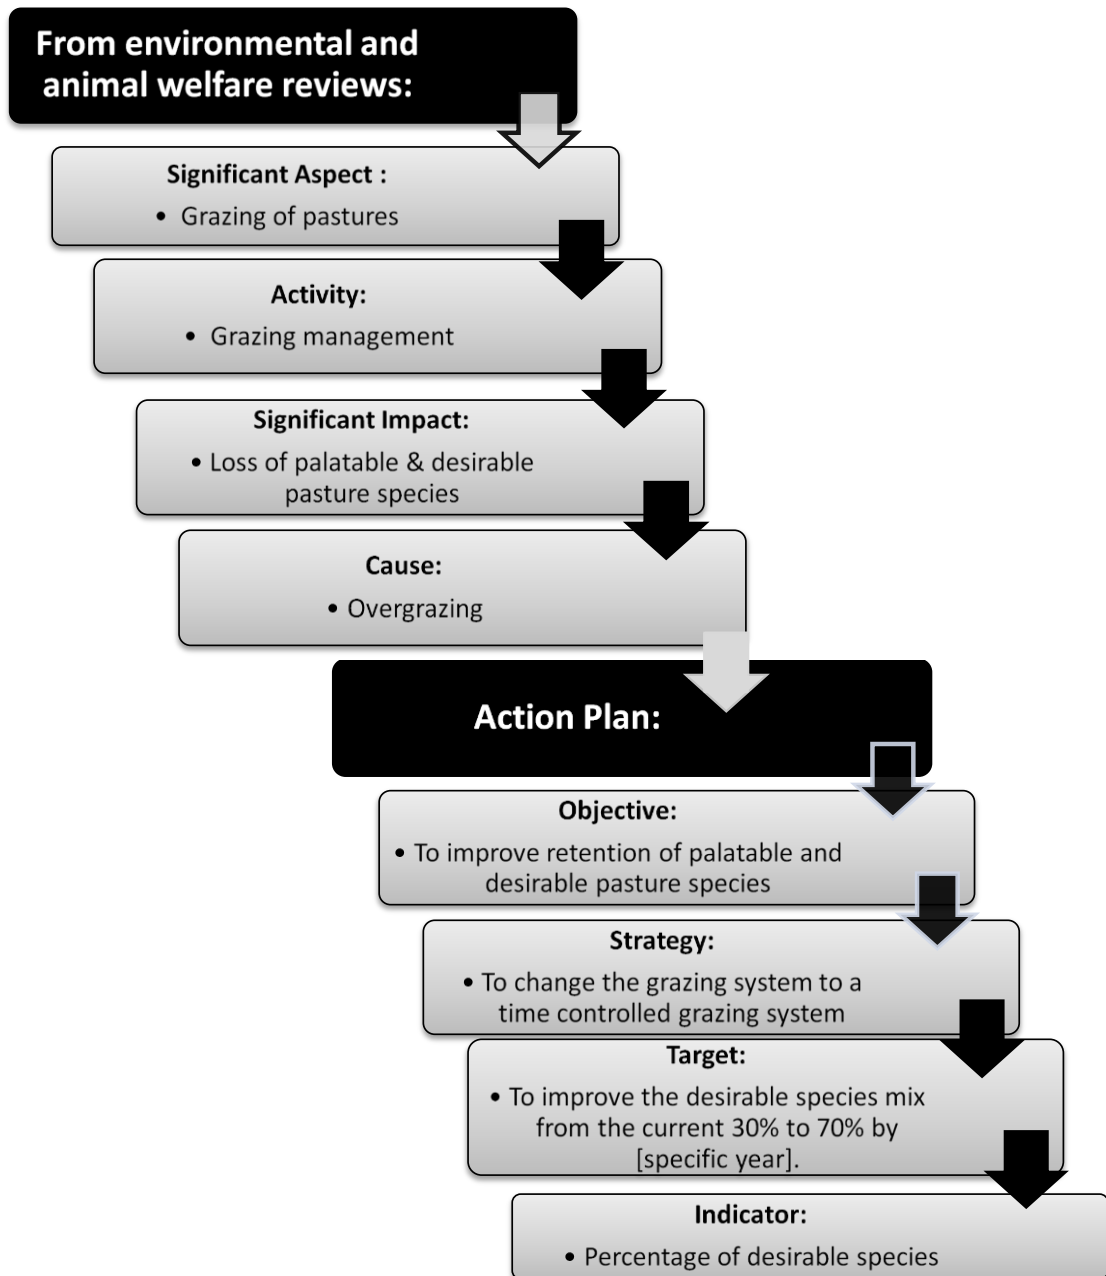 From environmental and
animal welfare reviews:
Significant Aspect :
• Grazing of pastures
Activity:
• Grazing management
Significant Impact:
• Loss of palatable & desirable
pasture species
Cause:
• Overgrazing
Action Plan:
Objective:
• To improve retention of palatable and
desirable pasture species
Strategy:
• To change the grazing system to a
time controlled grazing system
Target:
• To improve the desirable species mix
from the current 30% to 70% by
[specific year].
Indicator:
• Percentage of desirable species